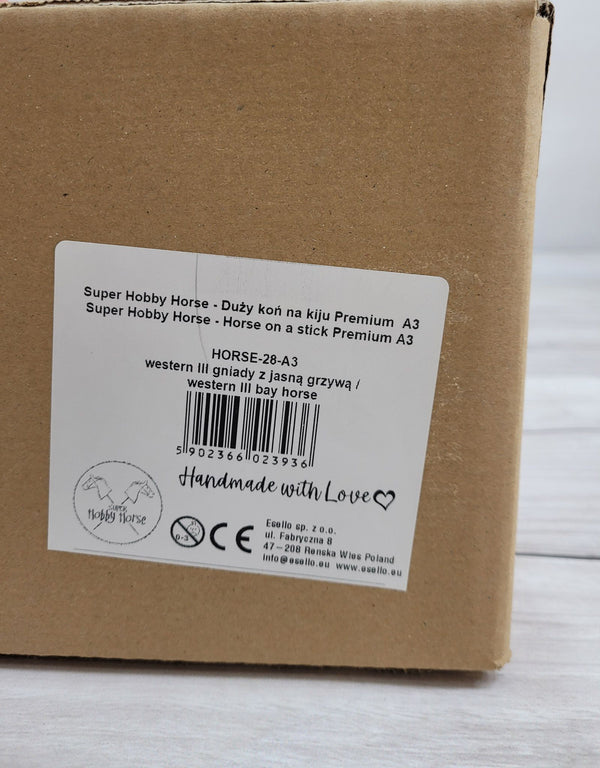 Super Hobby Horse - Duży koń na kiju Premium A3
Super Hobby Horse - Horse on a stick Premium A3
HORSE-28-A3
western III gniady z jasną grzywą /
western III bay horse
5 902366 023936
Handmade with Love
SUPER
Hobby Horse
0-3
CE
Esello sp. z o.o.
ul. Fabryczna 8
47-208 Renska Wies Poland
info@esello.eu www.esello.eu